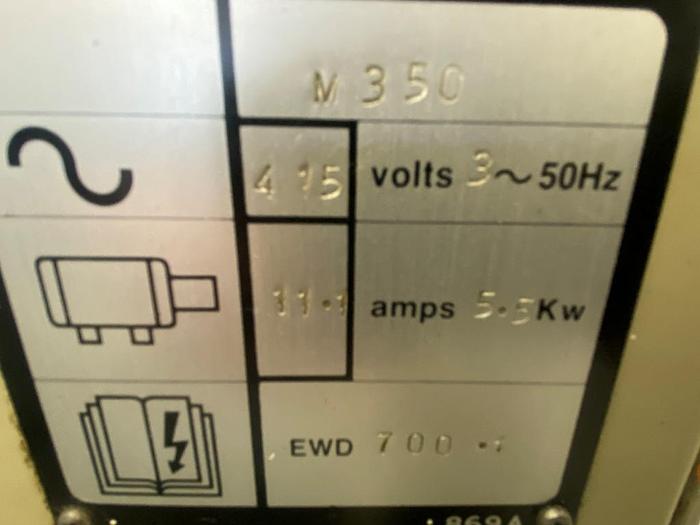 M 350
415 volts 3~50Hz
11.1 amps 5.5Kw
EWD 700.1